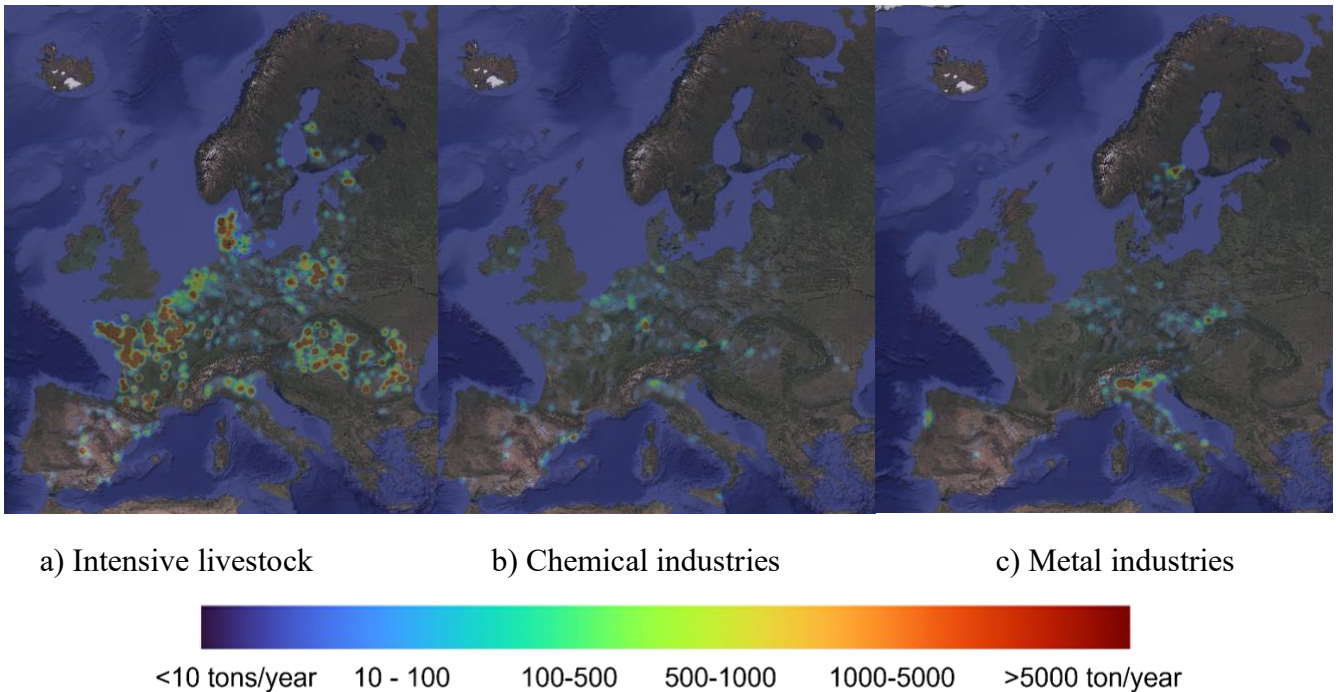 a) Intensive livestock b) Chemical industries c) Metal industries
<10 tons/year 10 - 100 100-500 500-1000 1000-5000 >5000 ton/year